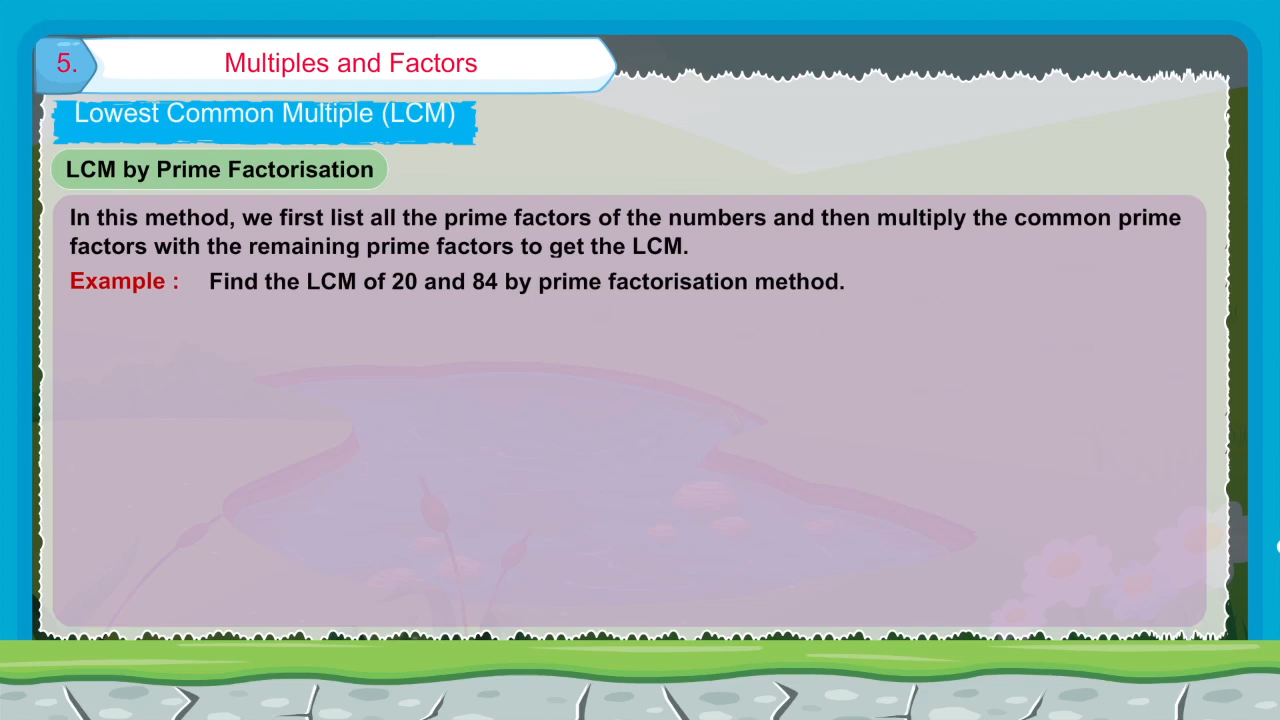 5.
Multiples and Factors
Lowest Common Multiple (LCM)
LCM by Prime Factorisation
In this method, we first list all the prime factors of the numbers and then multiply the common prime
factors with the remaining prime factors to get the LCM.
Example : Find the LCM of 20 and 84 by prime factorisation method.